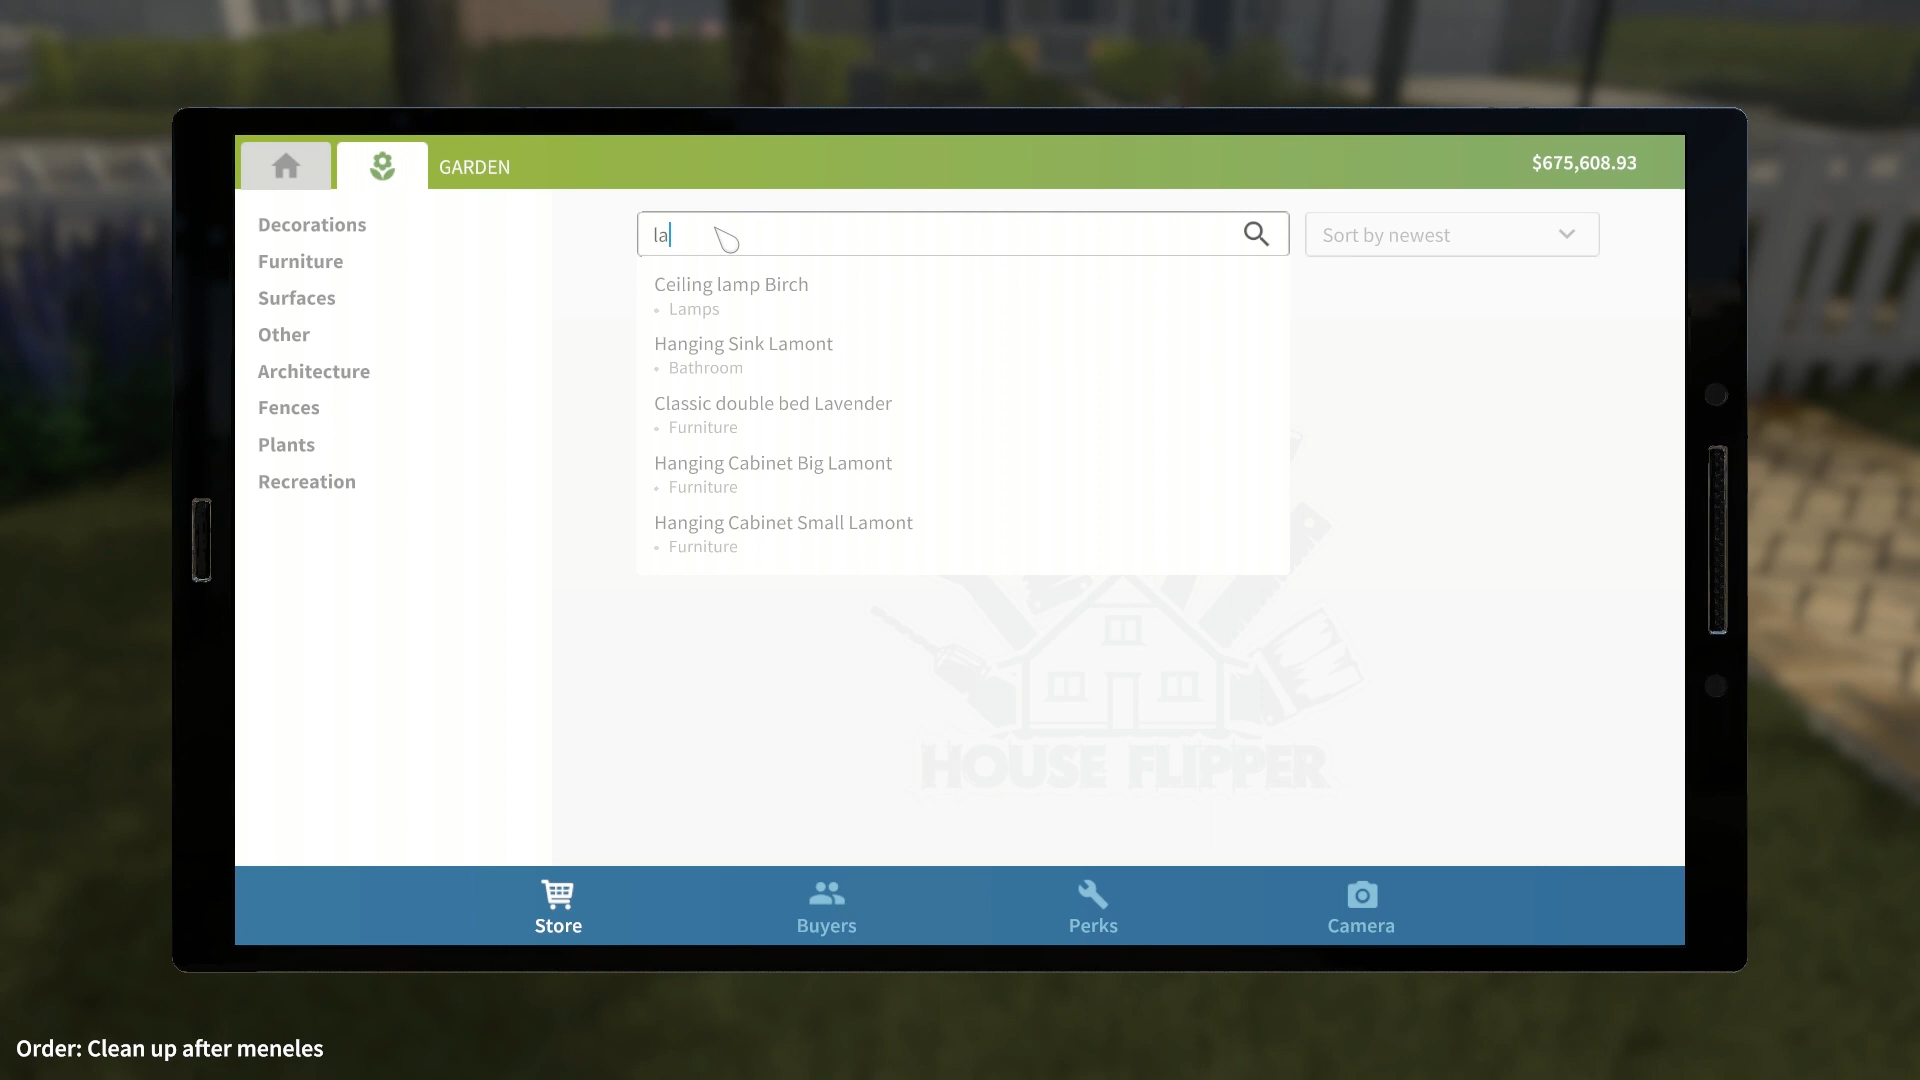 GARDEN
$675,608.93
Decorations
Furniture
Surfaces
Other
Architecture
Fences
Plants
Recreation
la
Sort by newest
Ceiling lamp Birch
• Lamps
Hanging Sink Lamont
• Bathroom
Classic double bed Lavender
• Furniture
Hanging Cabinet Big Lamont
• Furniture
Hanging Cabinet Small Lamont
• Furniture
HOUSE FLIPPER
Store
Buyers
Perks
Camera
Order: Clean up after meneles